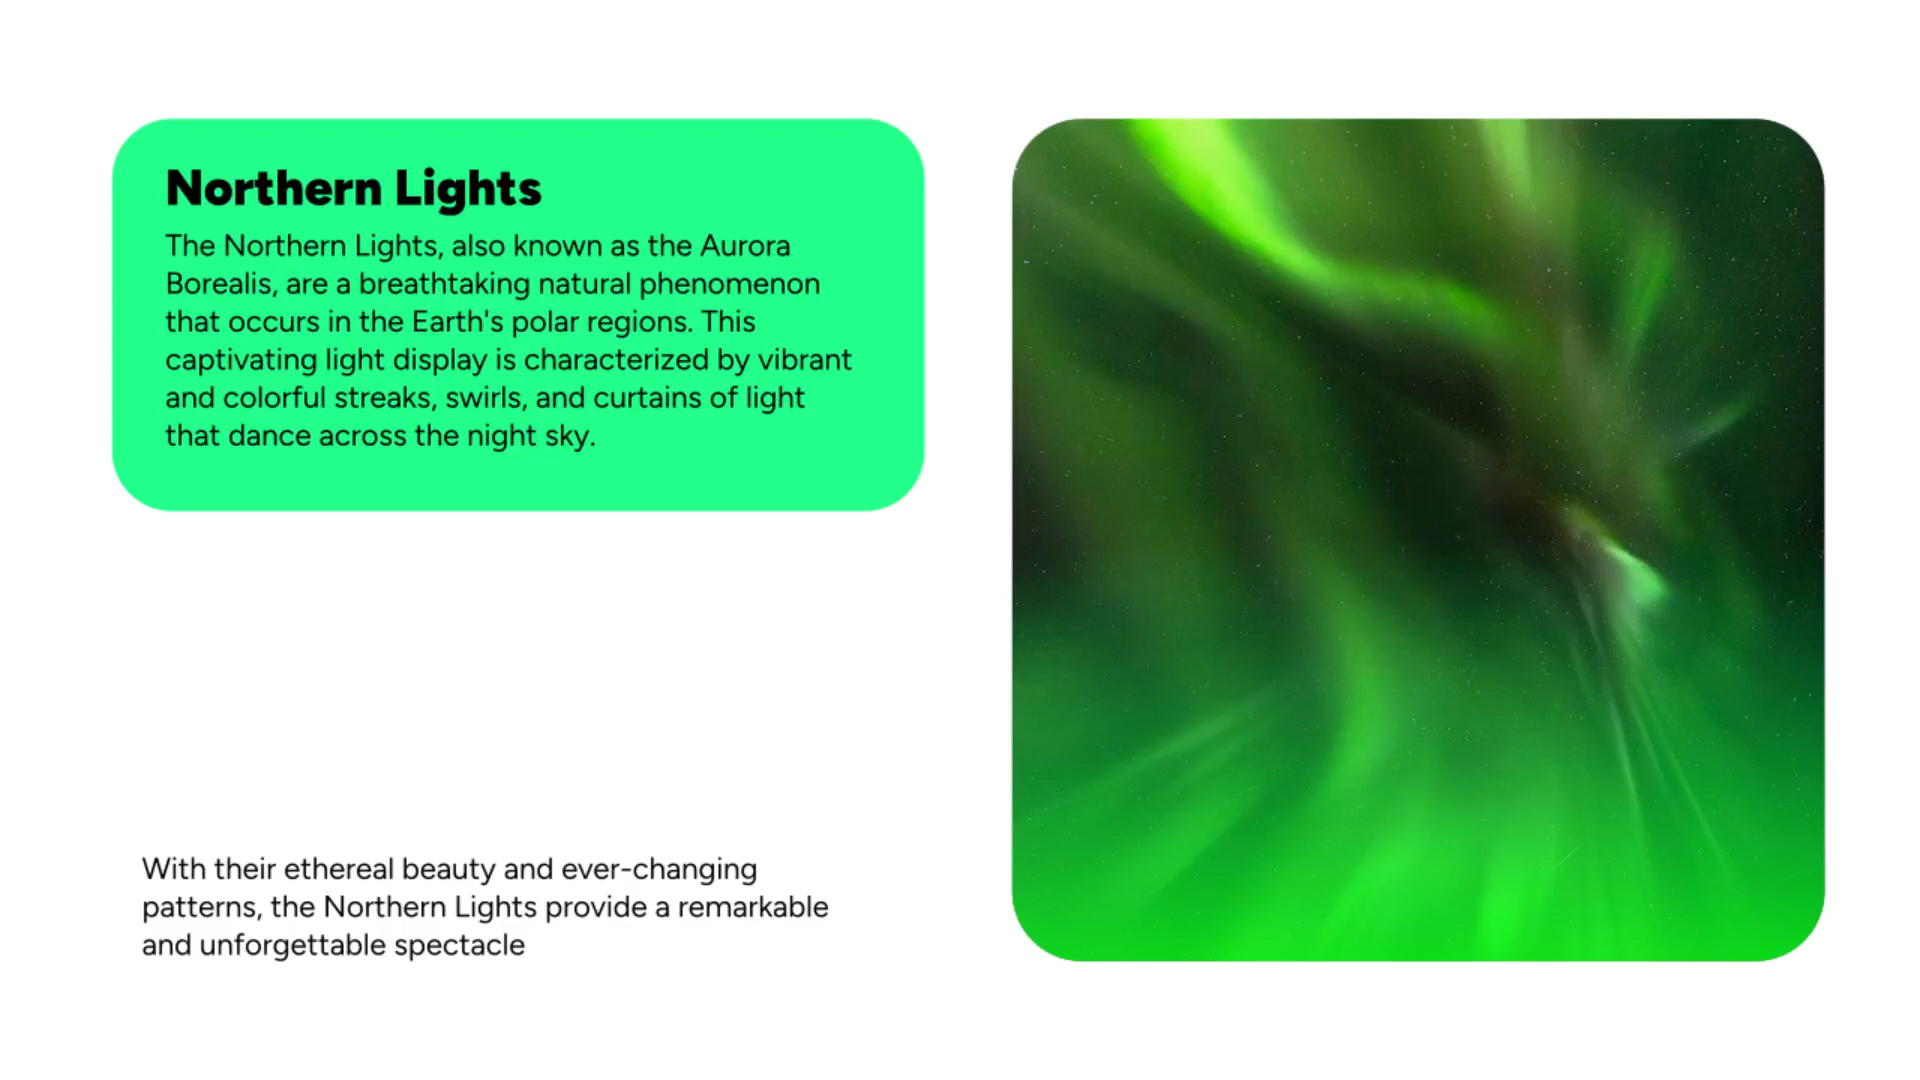 Northern Lights
The Northern Lights, also known as the Aurora
Borealis, are a breathtaking natural phenomenon
that occurs in the Earth's polar regions. This
captivating light display is characterized by vibrant
and colorful streaks, swirls, and curtains of light
that dance across the night sky.
With their ethereal beauty and ever-changing
patterns, the Northern Lights provide a remarkable
and unforgettable spectacle